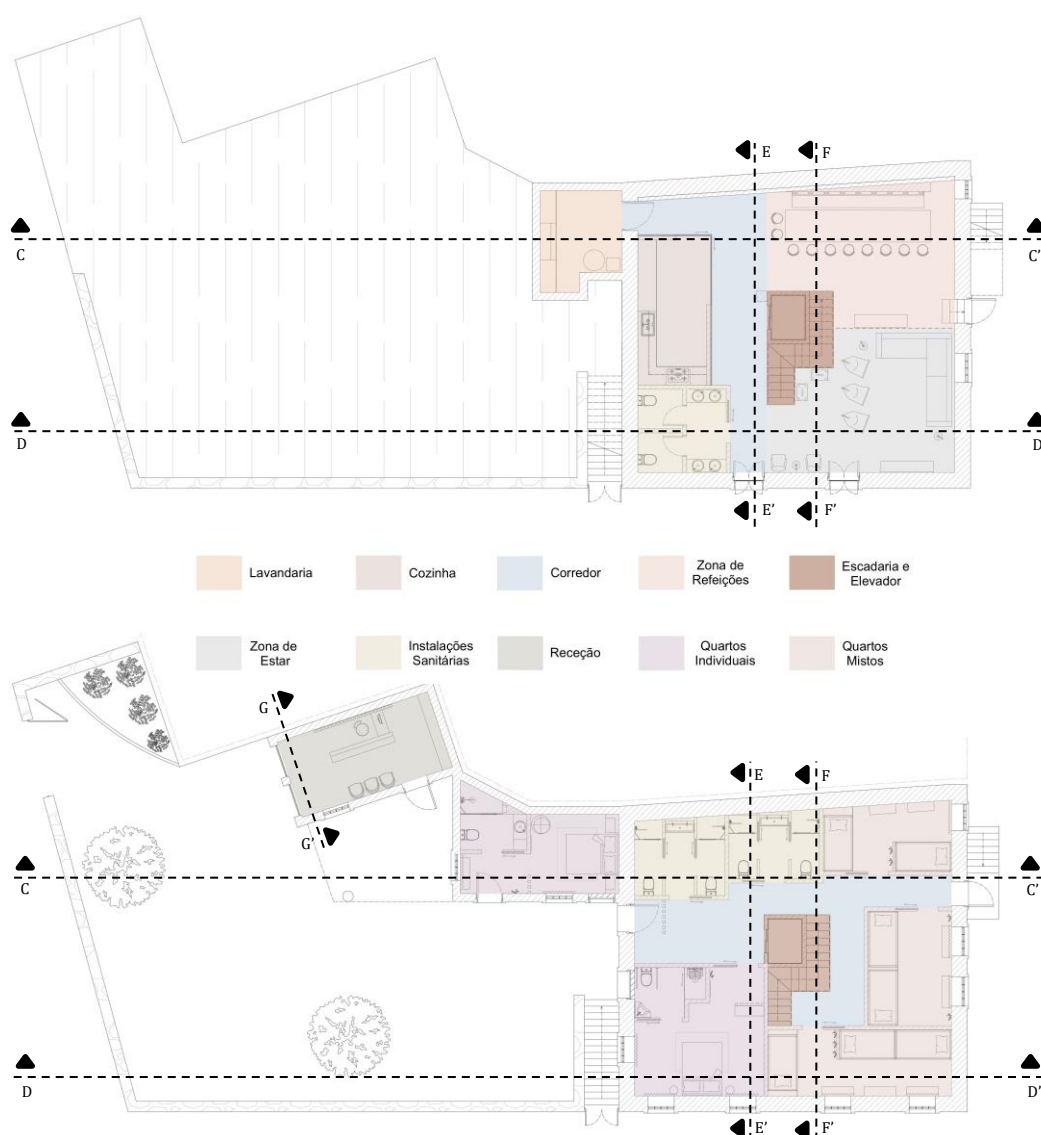 E
F
C
C'
D
D
E'
F'
Lavandaria
Cozinha
Corredor
Zona de
Refeições
Escadaria e
Elevador
Zona de
Estar
Instalações
Sanitárias
Receção
Quartos
Individuais
Quartos
Mistos
G
E
F
G'
C
C'
D
D'
E'
F'